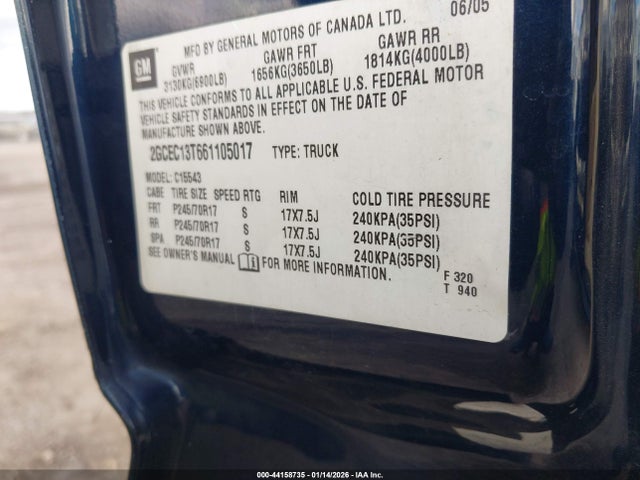 06/05
GM
MFD BY GENERAL MOTORS OF CANADA LTD.
GVWR GAWR FRT GAWR RR
3130KG(6900LB) 1656KG(3650LB) 1814KG(4000LB)
THIS VEHICLE CONFORMS TO ALL APPLICABLE U.S. FEDERAL MOTOR
VEHICLE SAFETY STANDARDS IN EFFECT ON THE DATE OF
MANUFACTURE SHOWN ABOVE.
2GCEC13T661105017 TYPE: TRUCK
MODEL: C15543
CABE TIRE SIZE SPEED RTG RIM COLD TIRE PRESSURE
FRT P245/70R17 S 17X7.5J 240KPA(35PSI)
RR P245/70R17 S 17X7.5J 240KPA(35PSI)
SPA P245/70R17 S 17X7.5J 240KPA(35PSI)
SEE OWNER'S MANUAL FOR MORE INFORMATION.
F 320
T 940
000-44158735 - 01/14/2026 - IAA Inc.